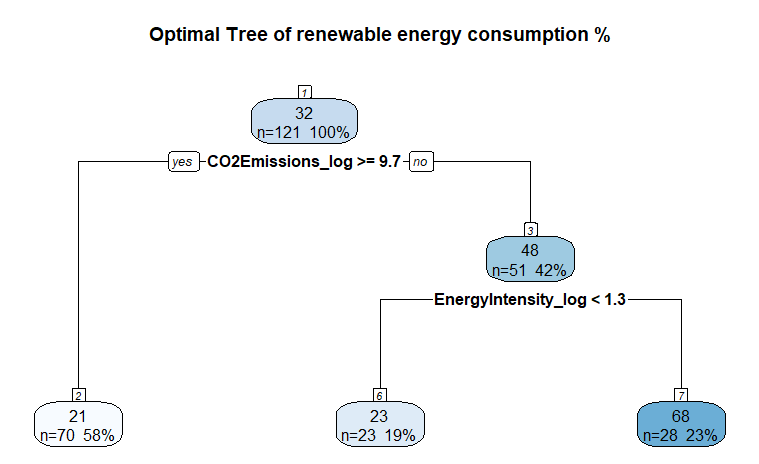 Optimal Tree of renewable energy consumption %
1
32
n=121 100%
yes CO2Emissions_log >= 9.7 no
3
48
n=51 42%
EnergyIntensity_log < 1.3
2
21
n=70 58%
6
23
n=23 19%
7
68
n=28 23%